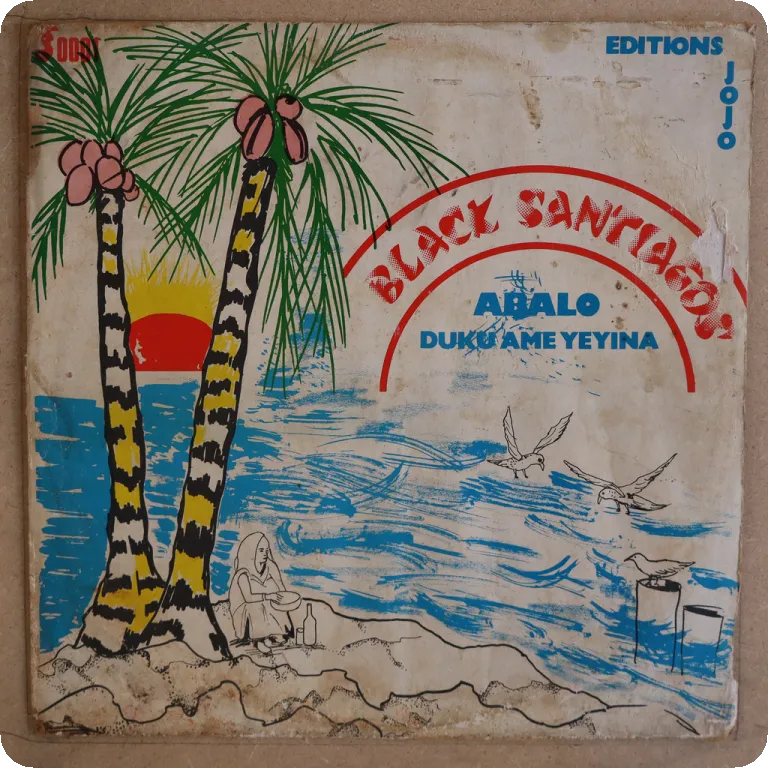 EDITIONS
JOJO
BLACK SANTIAGOS
ABALO
DUKU AME YEYINA